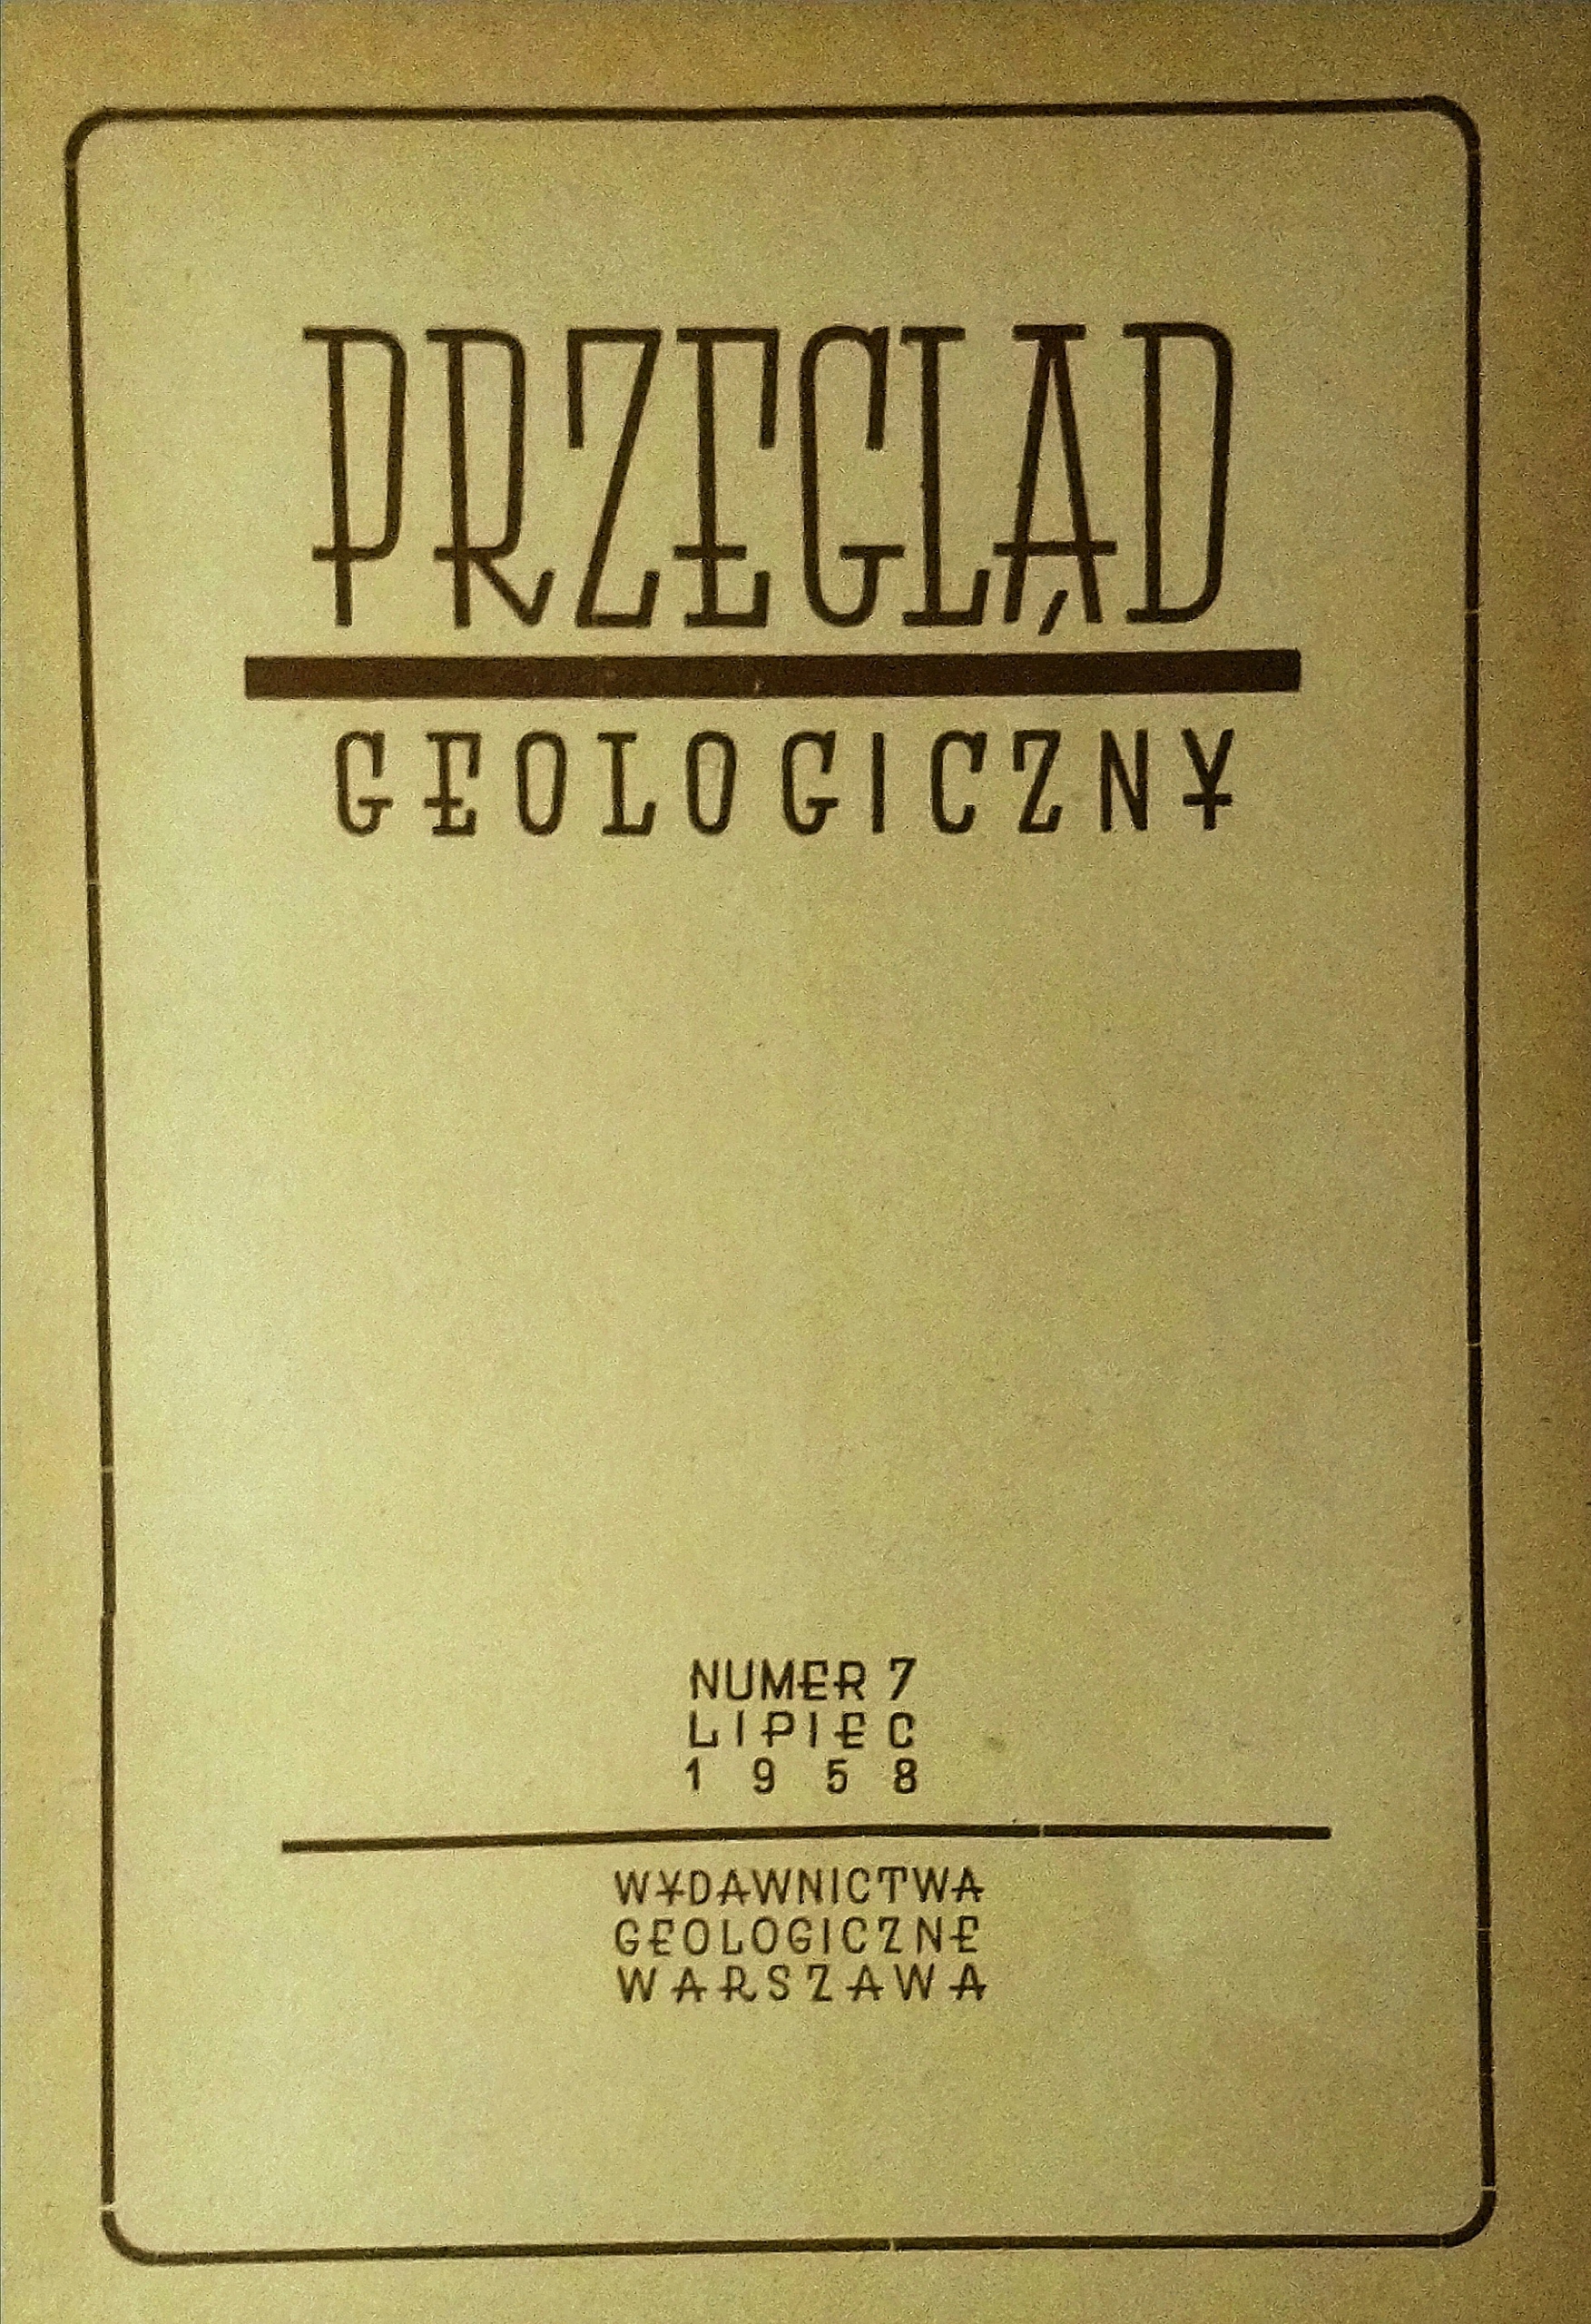 PRZEGLĄD
GEOLOGICZNY
NUMER 7
LIPIEC
1958
WYDAWNICTWA
GEOLOGICZNE
WARSZAWA